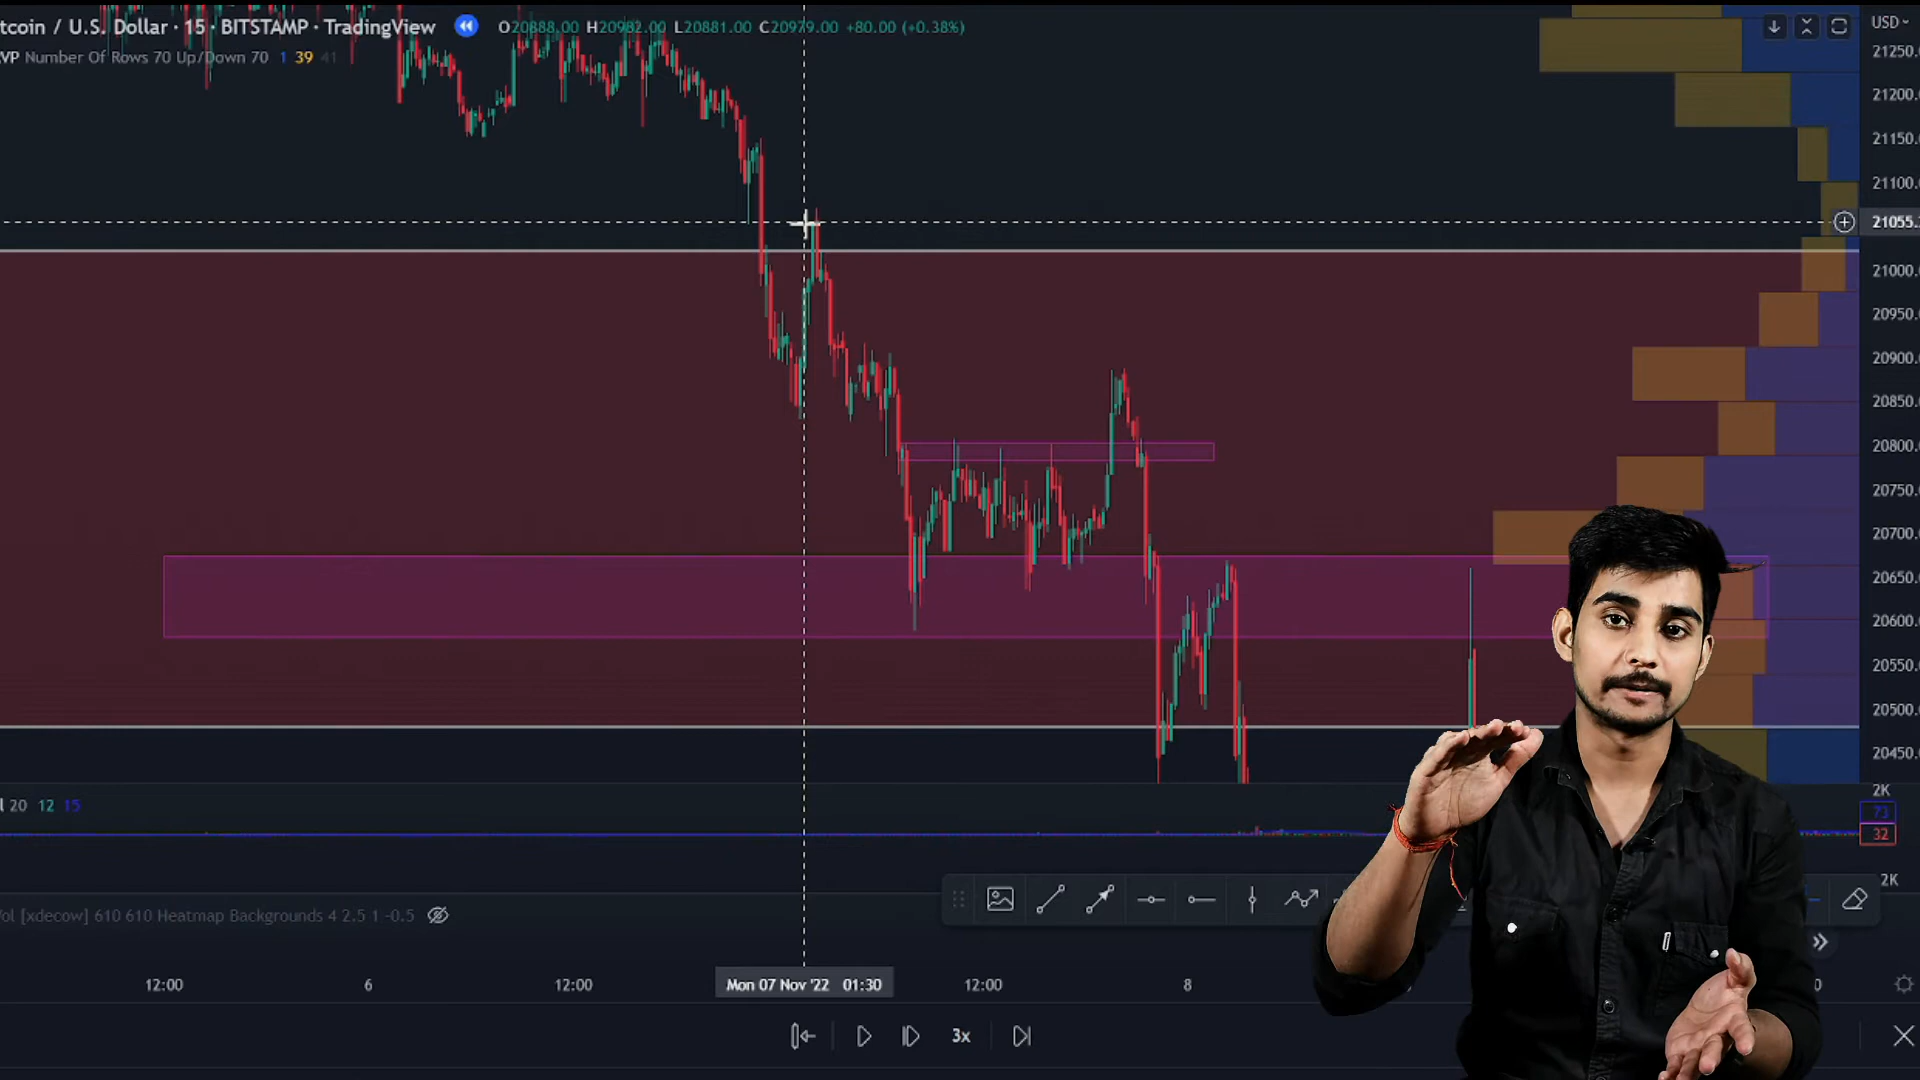 tcoin / U.S. Dollar · 15 · BITSTAMP · TradingView O20888.00 H20982.00 L20881.00 C20979.00 +80.00 (+0.38%)
VP Number Of Rows 70 Up/Down 70 1 39 41
USD
21250.
21200.
21150.
21100.
21055.
21000.
20950.
20900.
20850.
20800.
20750.
20700.
20650.
20600.
20550.
20500.
20450.
2K
l 20 12 15
73
32
2K
ol [xdecow] 610 610 Heatmap Backgrounds 4 2.5 1 -0.5
12:00 6 12:00 Mon 07 Nov '22 01:30 12:00 8 0
3x